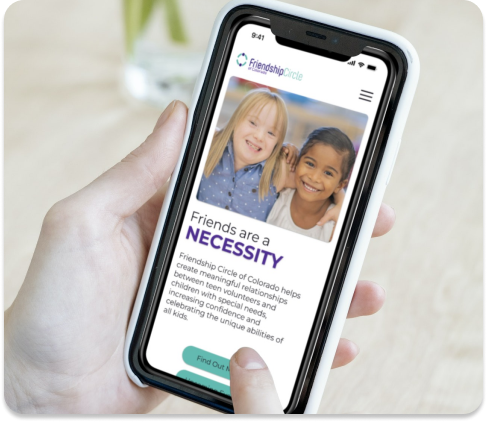 9:41
FriendshipCircle
of Colorado
Friends are a
NECESSITY
Friendship Circle of Colorado helps
create meaningful relationships
between teen volunteers and
children with special needs,
increasing confidence and
celebrating the unique abilities of
all kids.
Find Out